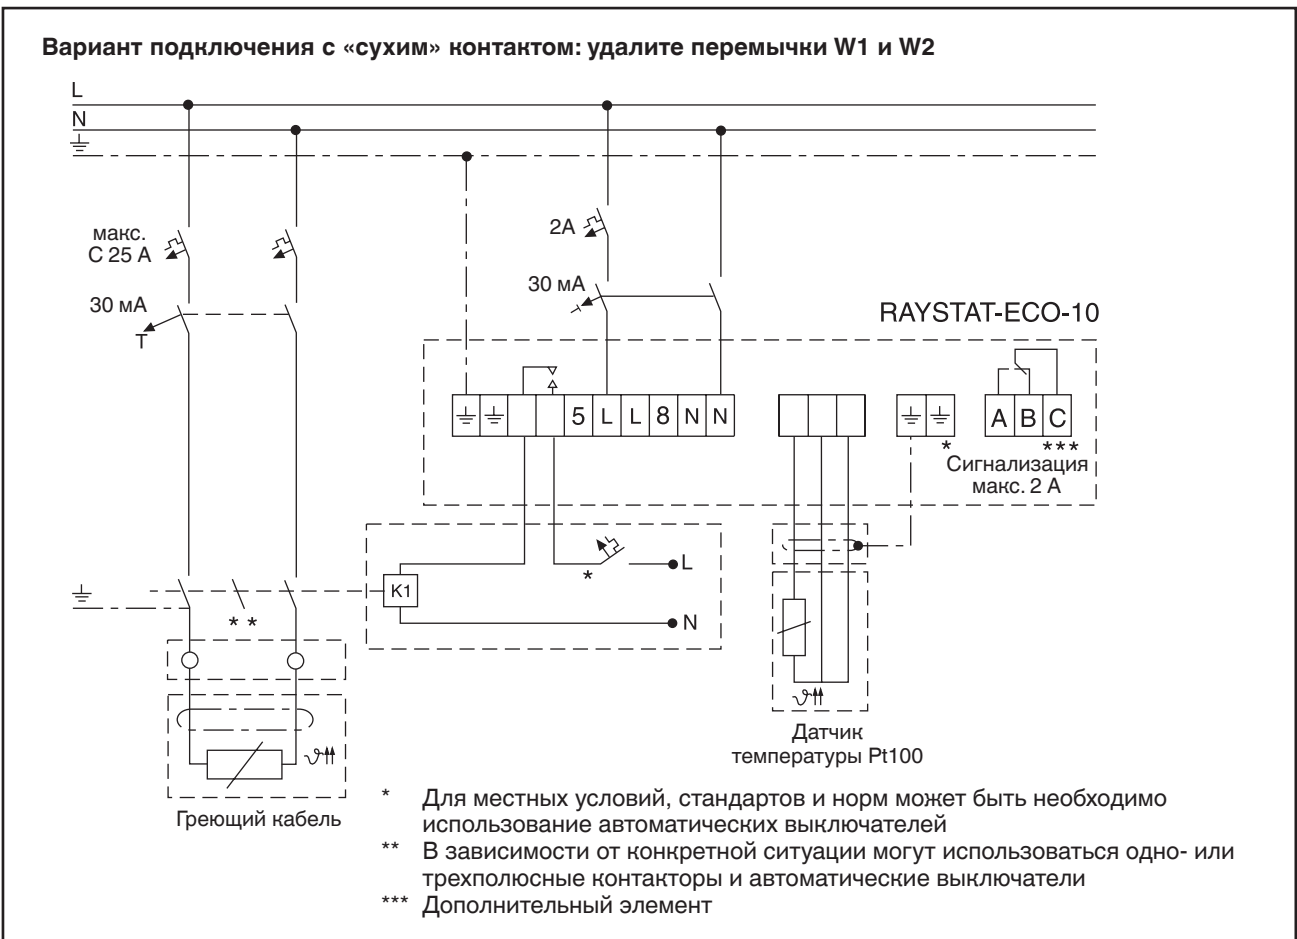 Вариант подключения с «сухим» контактом: удалите перемычки W1 и W2
L
N
макс.
С 25 А
30 мА
T
2А
30 мА
RAYSTAT-ECO-10
5 L L 8 N N
A B C
*
***
Сигнализация
макс. 2 А
*
L
K1
N
* *
Датчик
температуры Pt100
Греющий кабель
* Для местных условий, стандартов и норм может быть необходимо
использование автоматических выключателей
** В зависимости от конкретной ситуации могут использоваться одно- или
трехполюсные контакторы и автоматические выключатели
*** Дополнительный элемент